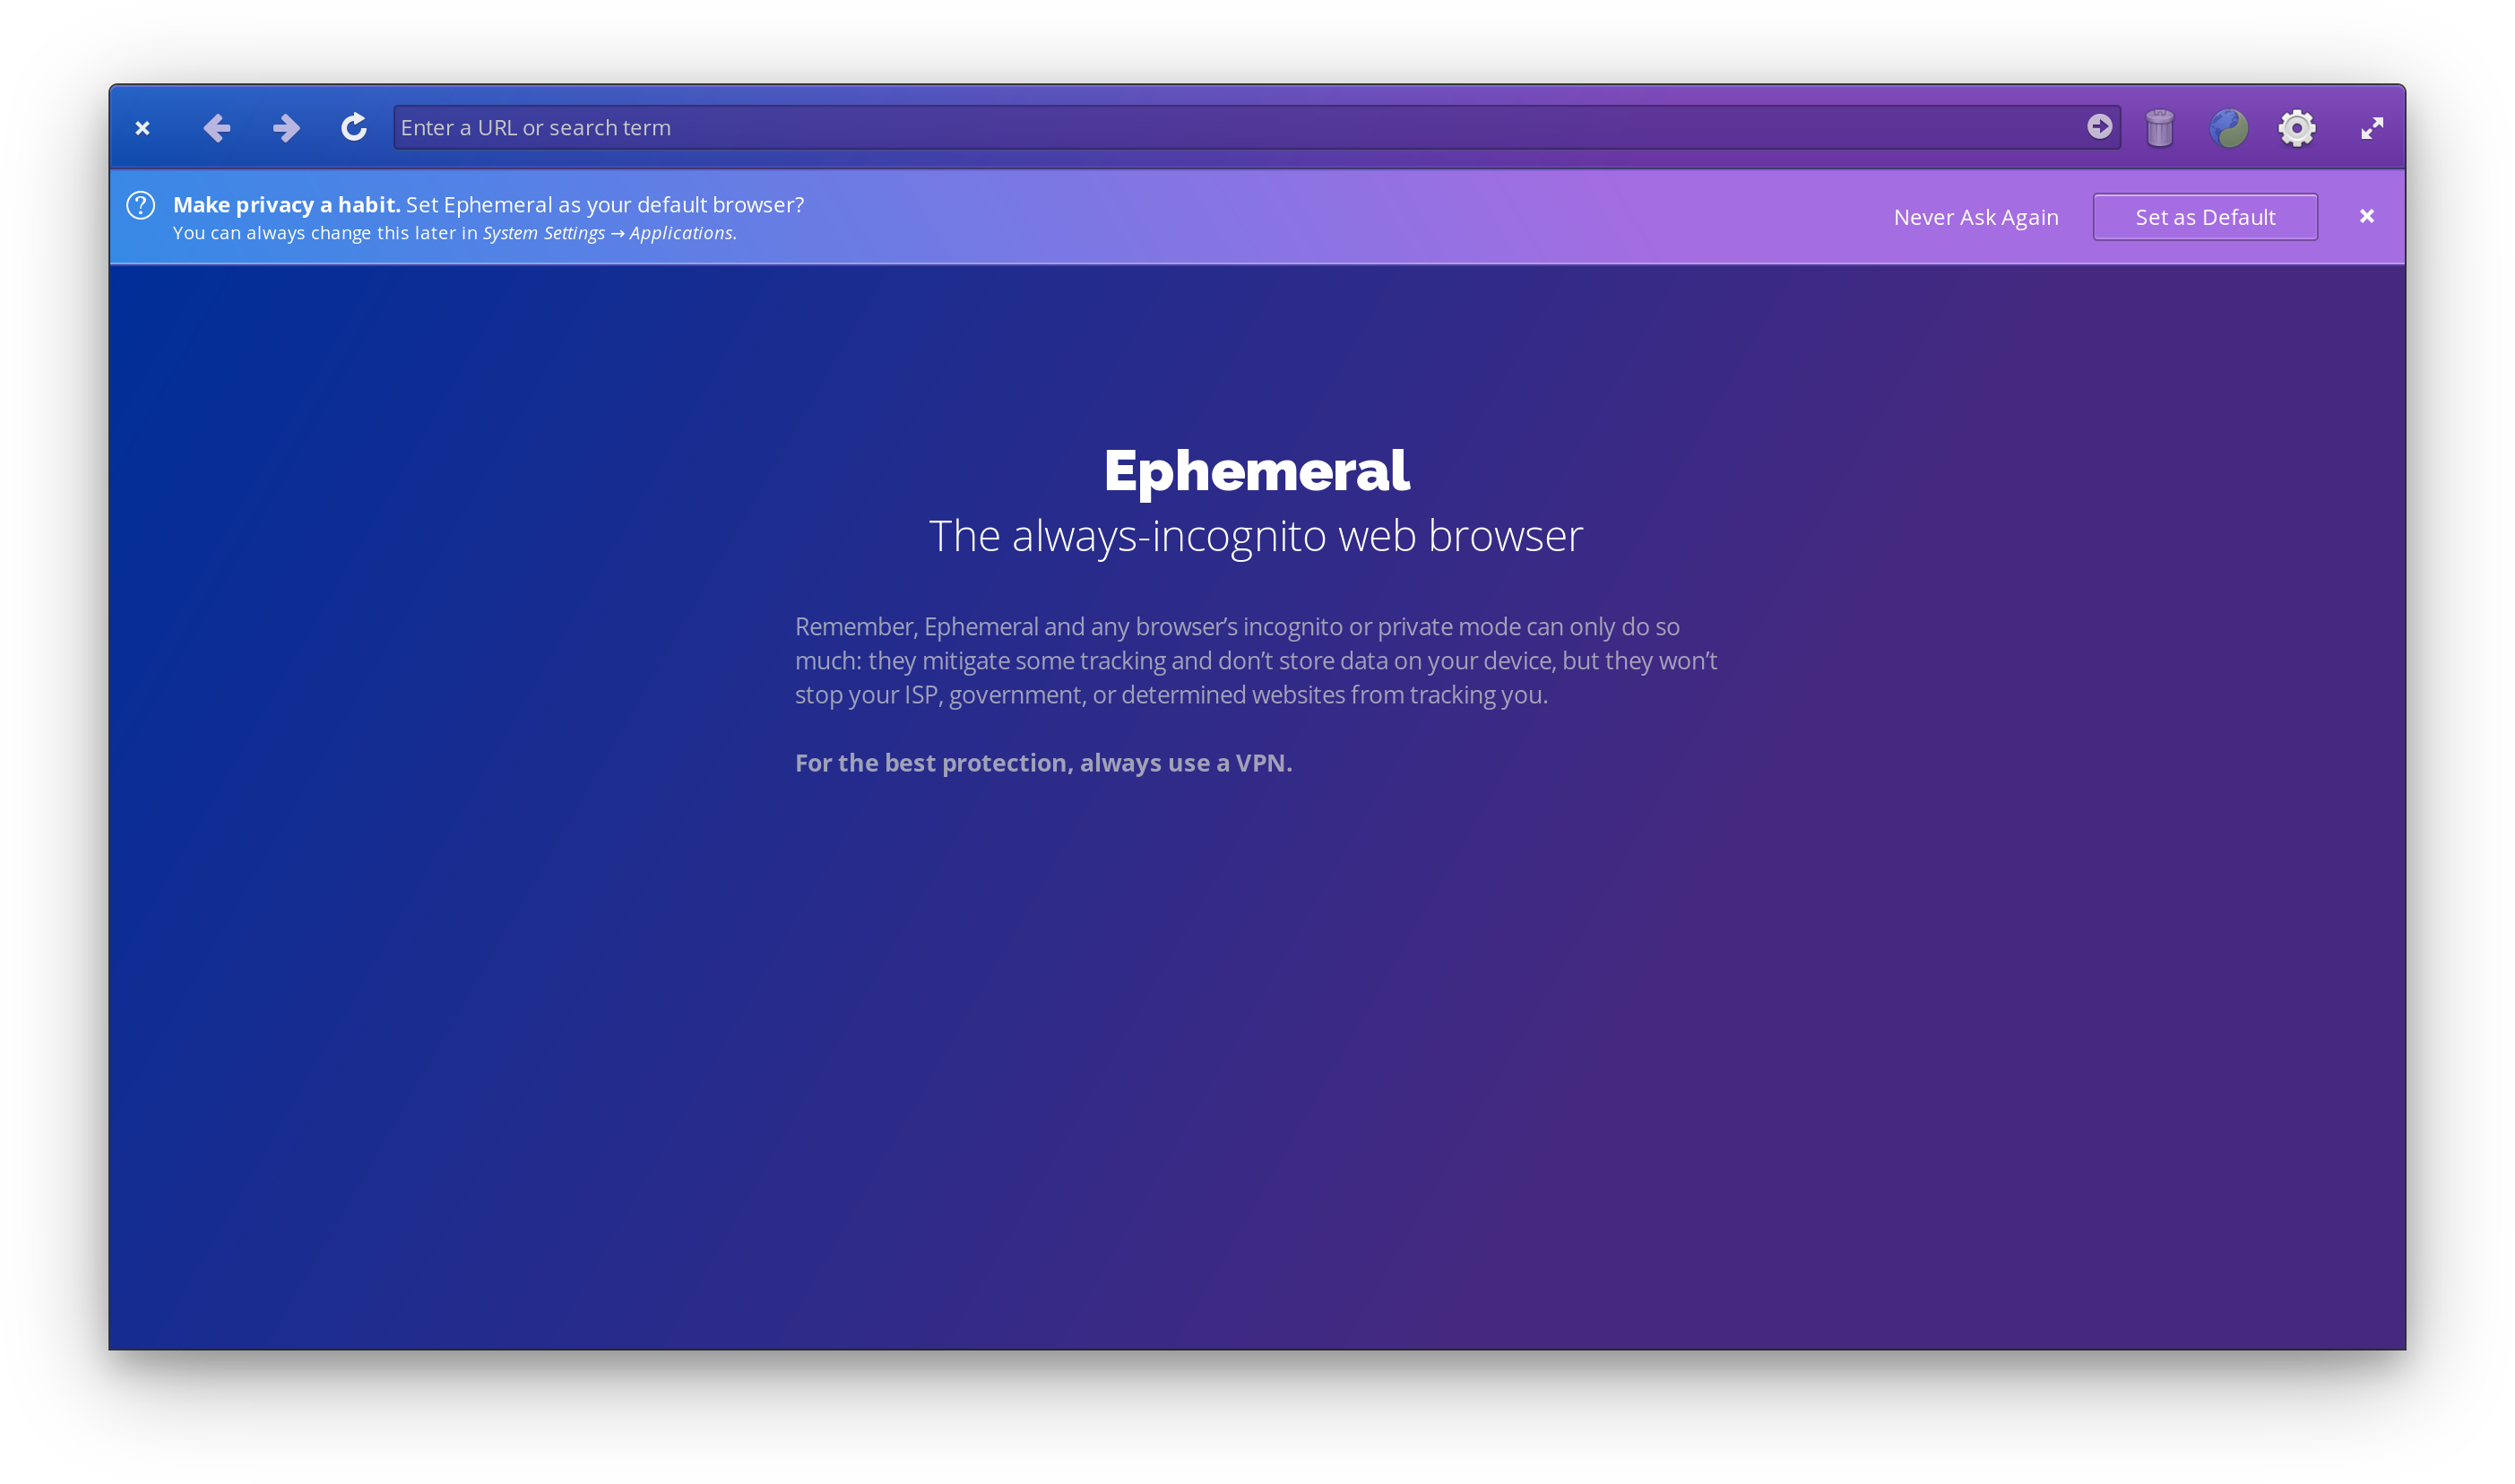 Enter a URL or search term
Make privacy a habit. Set Ephemeral as your default browser?
You can always change this later in System Settings → Applications.
Never Ask Again
Set as Default
Ephemeral
The always-incognito web browser
Remember, Ephemeral and any browser’s incognito or private mode can only do so
much: they mitigate some tracking and don’t store data on your device, but they won’t
stop your ISP, government, or determined websites from tracking you.
For the best protection, always use a VPN.